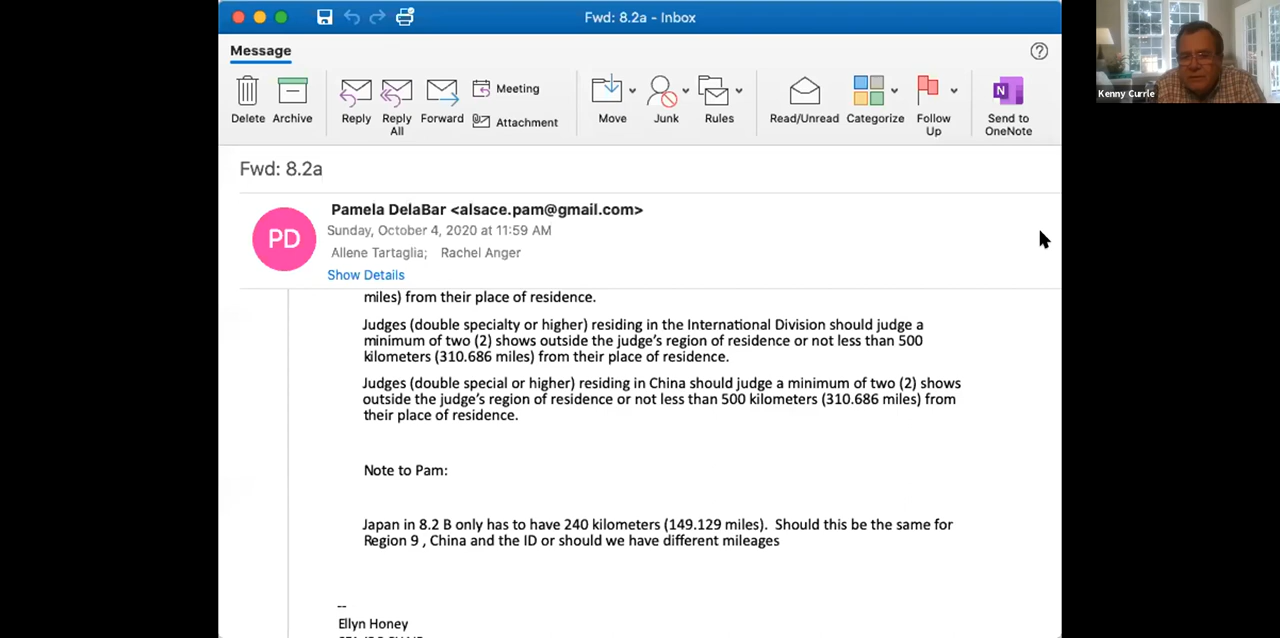 Fwd: 8.2a - Inbox
Message
Delete
Archive
Reply
Reply All
Forward
Meeting
Attachment
Move
Junk
Rules
Read/Unread
Categorize
Follow Up
N
Send to OneNote
Kenny Currle
Fwd: 8.2a
PD
Pamela DelaBar <alsace.pam@gmail.com>
Sunday, October 4, 2020 at 11:59 AM
Allene Tartaglia; Rachel Anger
Show Details
miles) from their place of residence.
Judges (double specialty or higher) residing in the International Division should judge a
minimum of two (2) shows outside the judge's region of residence or not less than 500
kilometers (310.686 miles) from their place of residence.
Judges (double special or higher) residing in China should judge a minimum of two (2) shows
outside the judge's region of residence or not less than 500 kilometers (310.686 miles) from
their place of residence.
Note to Pam:
Japan in 8.2 B only has to have 240 kilometers (149.129 miles). Should this be the same for
Region 9 , China and the ID or should we have different mileages
--
Ellyn Honey